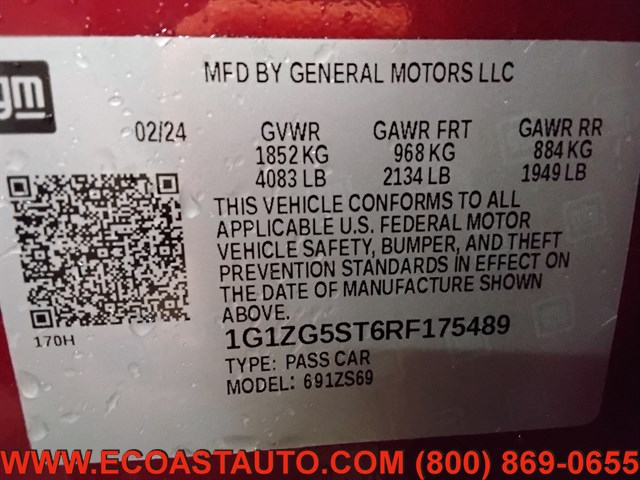 gm
MFD BY GENERAL MOTORS LLC
02/24 GVWR GAWR FRT GAWR RR
1852 KG 968 KG 884 KG
4083 LB 2134 LB 1949 LB
THIS VEHICLE CONFORMS TO ALL
APPLICABLE U.S. FEDERAL MOTOR
VEHICLE SAFETY, BUMPER, AND THEFT
PREVENTION STANDARDS IN EFFECT ON
THE DATE OF MANUFACTURE SHOWN
ABOVE.
170H
1G1ZG5ST6RF175489
TYPE: PASS CAR
MODEL: 691ZS69
WWW.ECOASTAUTO.COM (800) 869-0655